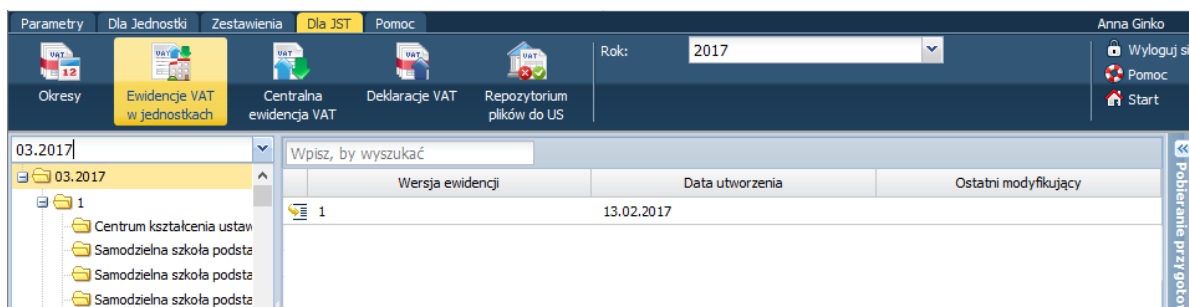 Parametry Dla Jednostki Zestawienia Dla JST Pomoc Anna Ginko
VAT 12 VAT VAT VAT VAT Rok: 2017 Wyloguj si
Pomoc
Okresy Ewidencje VAT Centralna Deklaracje VAT Repozytorium Start
w jednostkach ewidencja VAT plików do US
03.2017 Wpisz, by wyszukać
03.2017 Wersja ewidencji Data utworzenia Ostatni modyfikujący
1 1 13.02.2017
Centrum kształcenia ustaw
Samodzielna szkoła podsta
Samodzielna szkoła podsta
Samodzielna szkoła podsta
Pobieranie przygoto